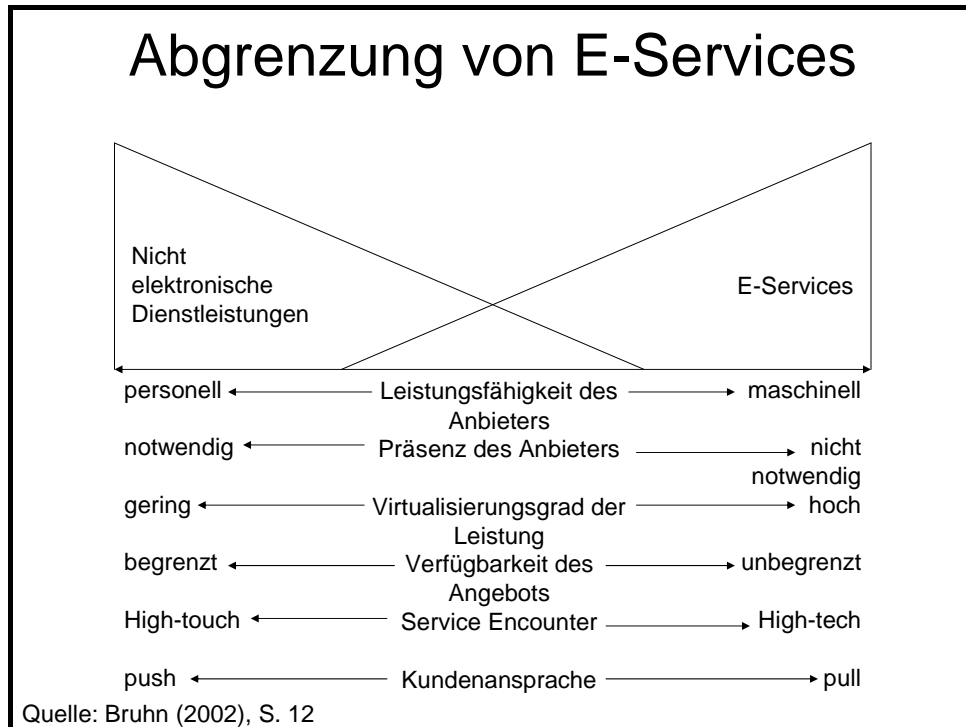 Abgrenzung von E-Services
Nicht
elektronische
Dienstleistungen
E-Services
personell Leistungsfähigkeit des maschinell
Anbieters
notwendig Präsenz des Anbieters nicht
notwendig
gering Virtualisierungsgrad der hoch
Leistung
begrenzt Verfügbarkeit des unbegrenzt
Angebots
High-touch Service Encounter High-tech
push Kundenansprache pull
Quelle: Bruhn (2002), S. 12